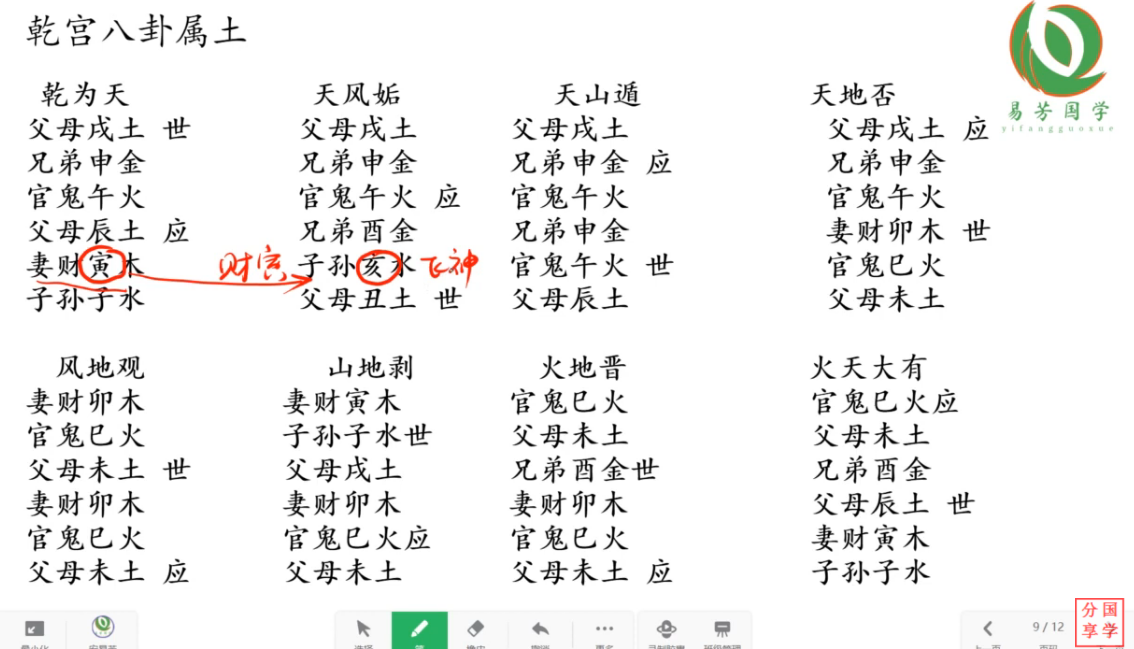 乾宫八卦属土
易芳国学
yifangguoxue
乾为天
父母戌土 世
兄弟申金
官鬼午火
父母辰土 应
妻财寅木
子孙子水
财寅
天风姤
父母戌土
兄弟申金
官鬼午火 应
兄弟酉金
子孙亥水 飞神
父母丑土 世
天山遁
父母戌土
兄弟申金 应
官鬼午火
兄弟申金
官鬼午火 世
父母辰土
天地否
父母戌土 应
兄弟申金
官鬼午火
妻财卯木 世
官鬼巳火
父母未土
风地观
妻财卯木
官鬼巳火
父母未土 世
妻财卯木
官鬼巳火
父母未土 应
山地剥
妻财寅木
子孙子水世
父母戌土
妻财卯木
官鬼巳火应
父母未土
火地晋
官鬼巳火
父母未土
兄弟酉金世
妻财卯木
官鬼巳火
父母未土 应
火天大有
官鬼巳火应
父母未土
兄弟酉金
父母辰土 世
妻财寅木
子孙子水
9/12
分国
享学